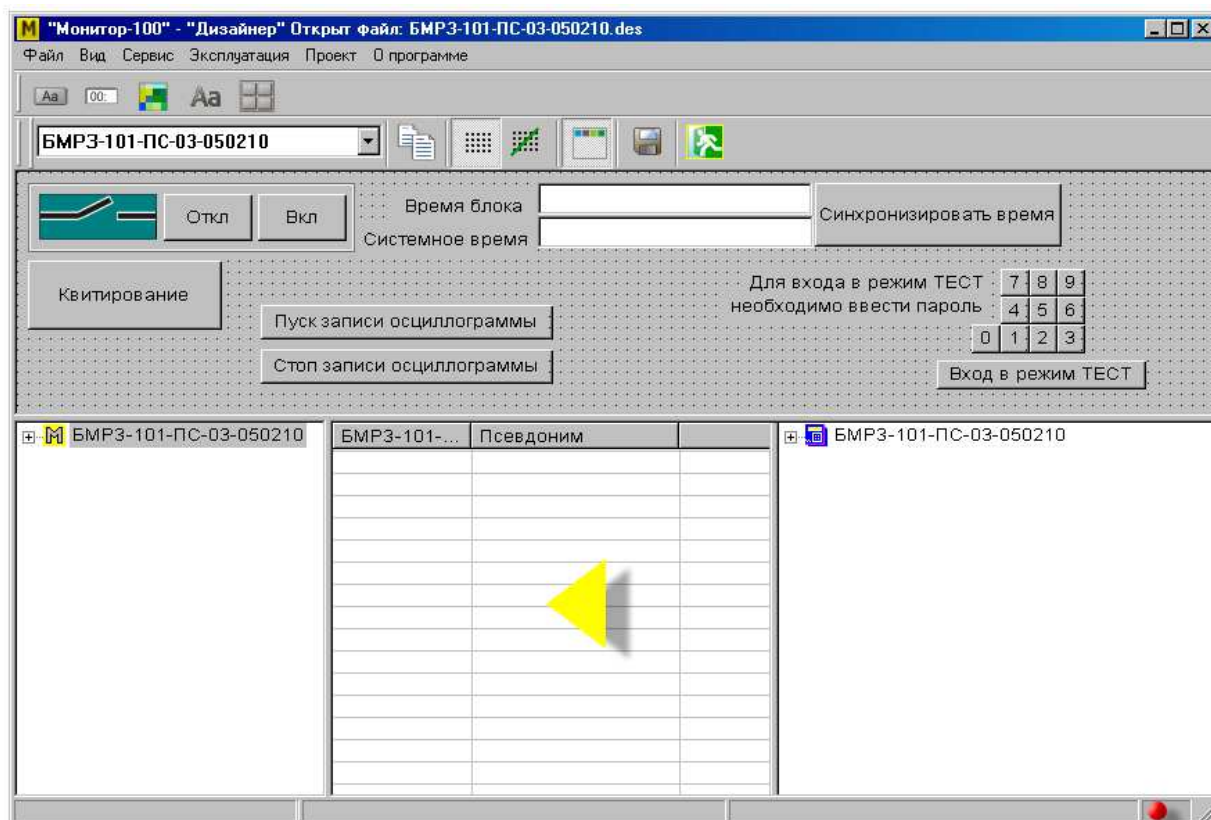 "Монитор-100" - "Дизайнер" Открыт файл: БМРЗ-101-ПС-03-050210.des
Файл Вид Сервис Эксплуатация Проект О программе
Aa 00: Aa
БМРЗ-101-ПС-03-050210
Откл Вкл Время блока Синхронизировать время
Системное время
Квитирование
Для входа в режим ТЕСТ 7 8 9
необходимо ввести пароль 4 5 6
Пуск записи осциллограммы
0 1 2 3
Стоп записи осциллограммы
Вход в режим ТЕСТ
БМРЗ-101-ПС-03-050210 БМРЗ-101-... Псевдоним БМРЗ-101-ПС-03-050210